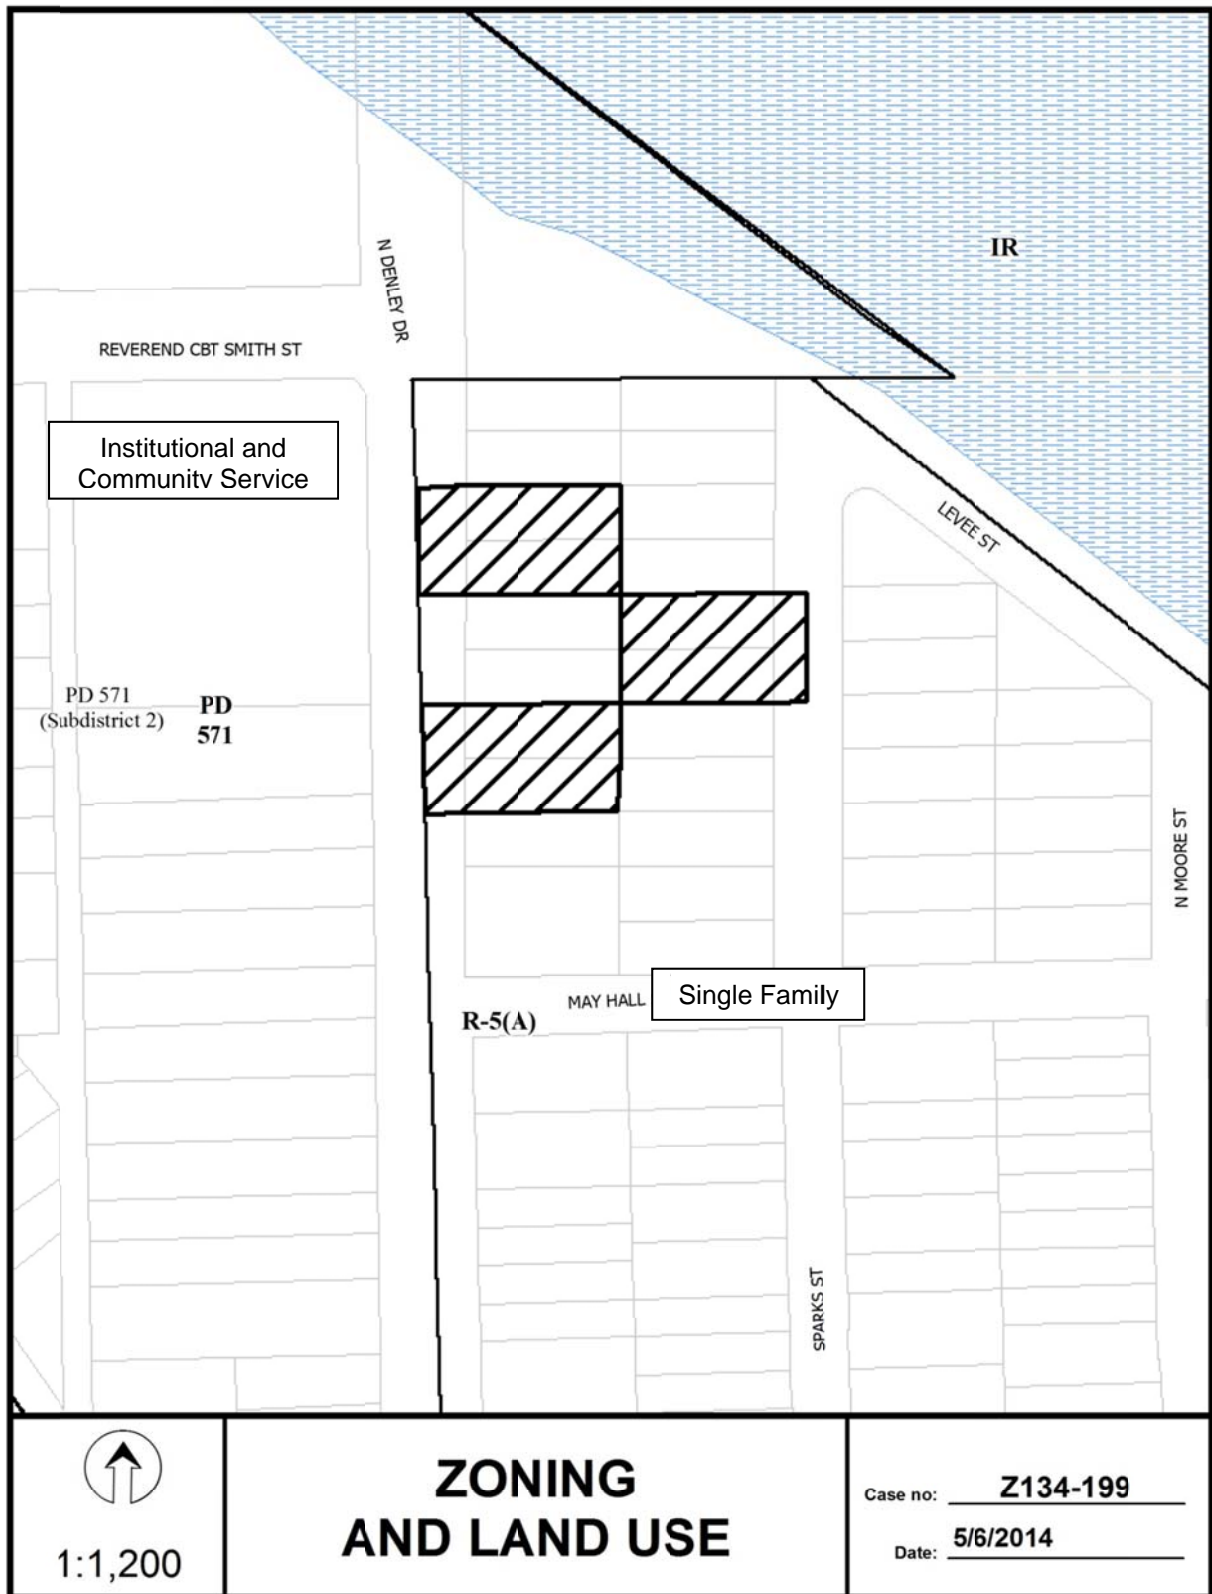 IR
N DENLEY DR
REVEREND CBT SMITH ST
Institutional and
Community Service
LEVEE ST
PD 571
(Subdistrict 2)
PD
571
N MOORE ST
MAY HALL
Single Family
R-5(A)
SPARKS ST
1:1,200
ZONING
AND LAND USE
Case no: Z134-199
Date: 5/6/2014